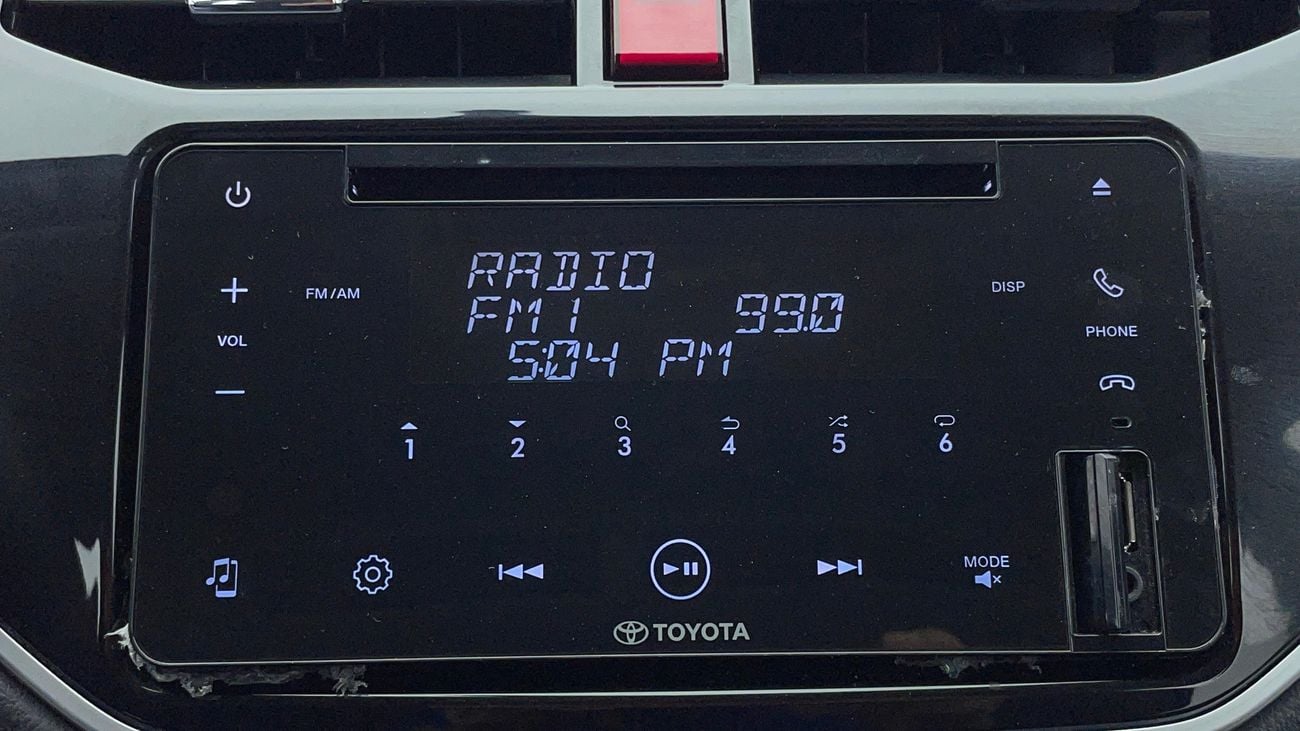 RADIO
FM1 99.0
5:04 PM
FM/AM
DISP
VOL
PHONE
1 2 3 4 5 6
MODE
TOYOTA